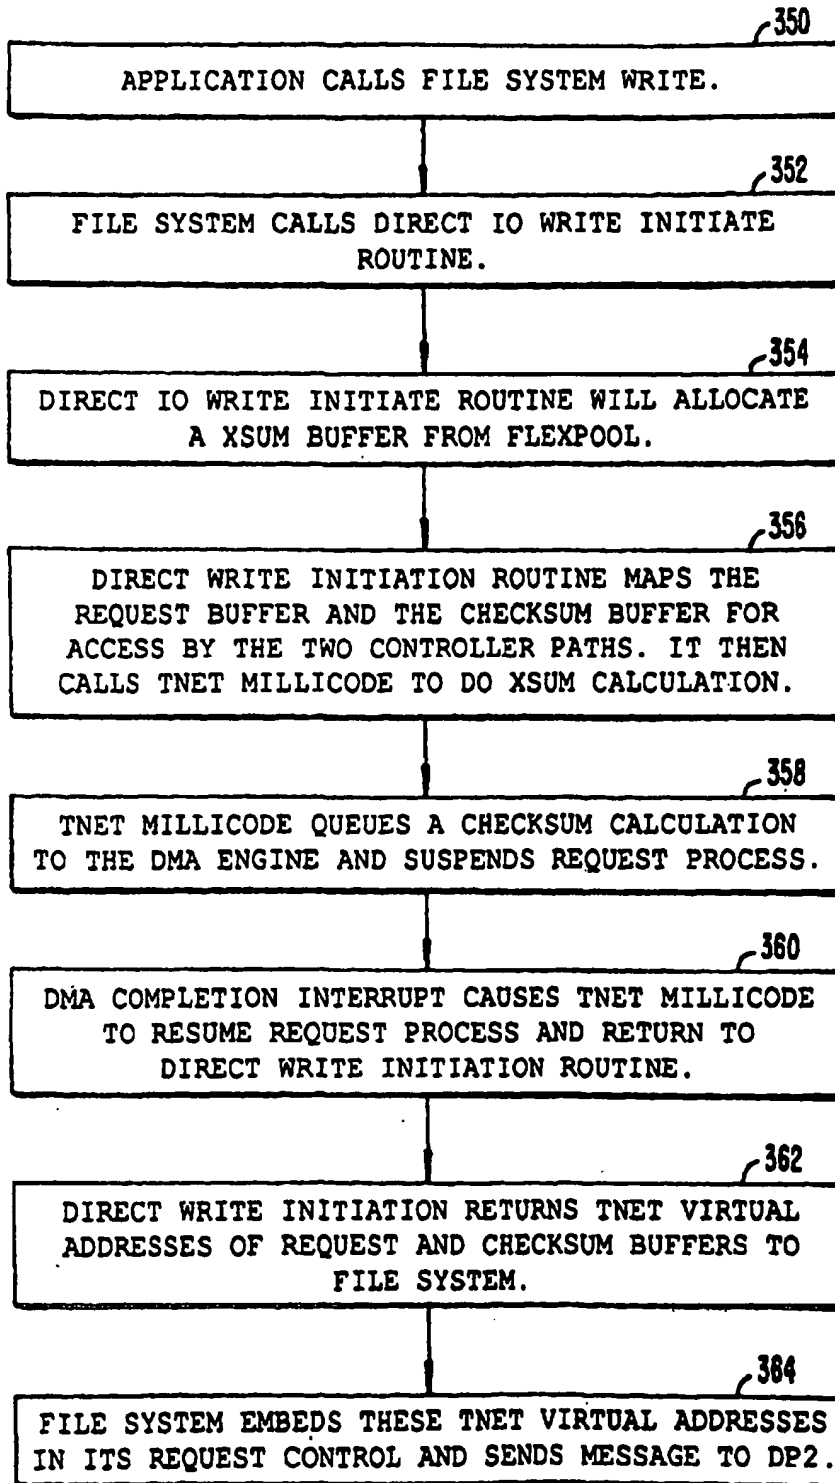 350
APPLICATION CALLS FILE SYSTEM WRITE.
352
FILE SYSTEM CALLS DIRECT IO WRITE INITIATE
ROUTINE.
354
DIRECT IO WRITE INITIATE ROUTINE WILL ALLOCATE
A XSUM BUFFER FROM FLEXPOOL.
356
DIRECT WRITE INITIATION ROUTINE MAPS THE
REQUEST BUFFER AND THE CHECKSUM BUFFER FOR
ACCESS BY THE TWO CONTROLLER PATHS. IT THEN
CALLS TNET MILLICODE TO DO XSUM CALCULATION.
358
TNET MILLICODE QUEUES A CHECKSUM CALCULATION
TO THE DMA ENGINE AND SUSPENDS REQUEST PROCESS.
360
DMA COMPLETION INTERRUPT CAUSES TNET MILLICODE
TO RESUME REQUEST PROCESS AND RETURN TO
DIRECT WRITE INITIATION ROUTINE.
362
DIRECT WRITE INITIATION RETURNS TNET VIRTUAL
ADDRESSES OF REQUEST AND CHECKSUM BUFFERS TO
FILE SYSTEM.
364
FILE SYSTEM EMBEDS THESE TNET VIRTUAL ADDRESSES
IN ITS REQUEST CONTROL AND SENDS MESSAGE TO DP2.